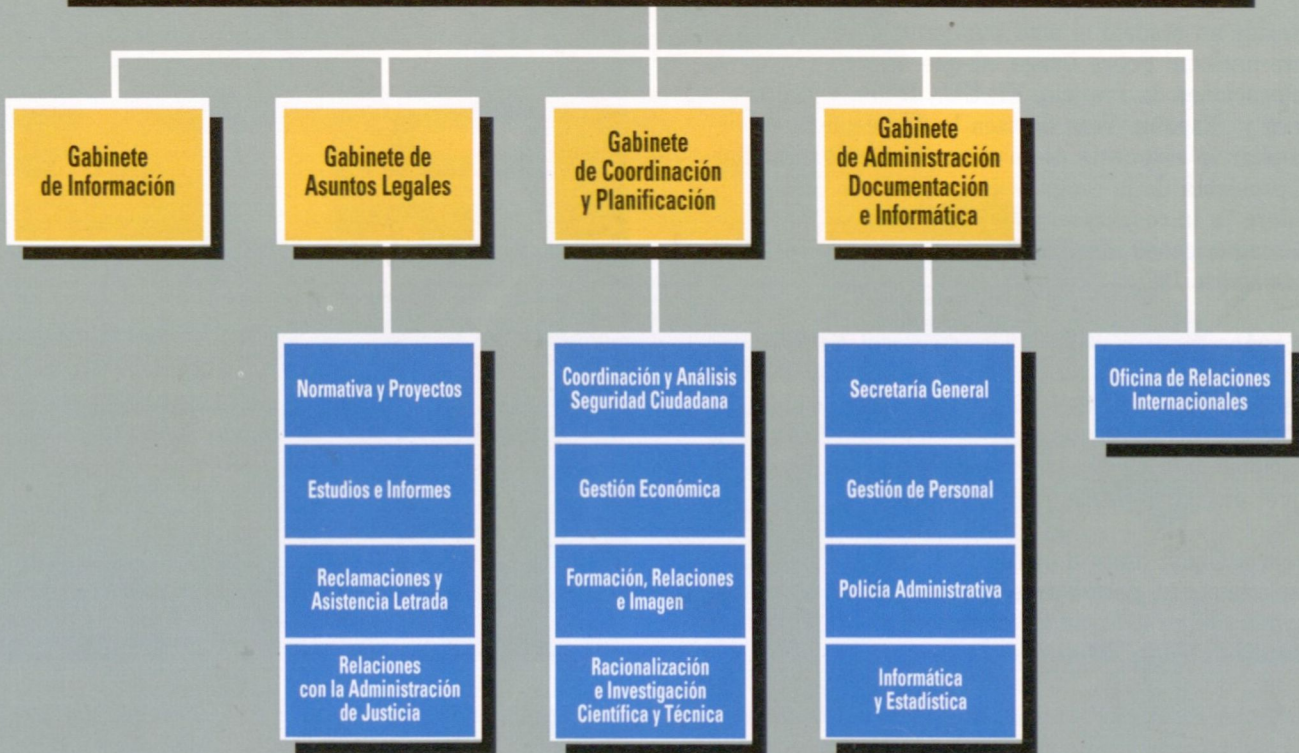 Gabinete
de Información
Gabinete de
Asuntos Legales
Gabinete
de Coordinación
y Planificación
Gabinete
de Administración
Documentación
e Informática
Normativa y Proyectos
Estudios e Informes
Reclamaciones y
Asistencia Letrada
Relaciones
con la Administración
de Justicia
Coordinación y Análisis
Seguridad Ciudadana
Gestión Económica
Formación, Relaciones
e Imagen
Racionalización
e Investigación
Científica y Técnica
Secretaría General
Gestión de Personal
Policía Administrativa
Informática
y Estadística
Oficina de Relaciones
Internacionales